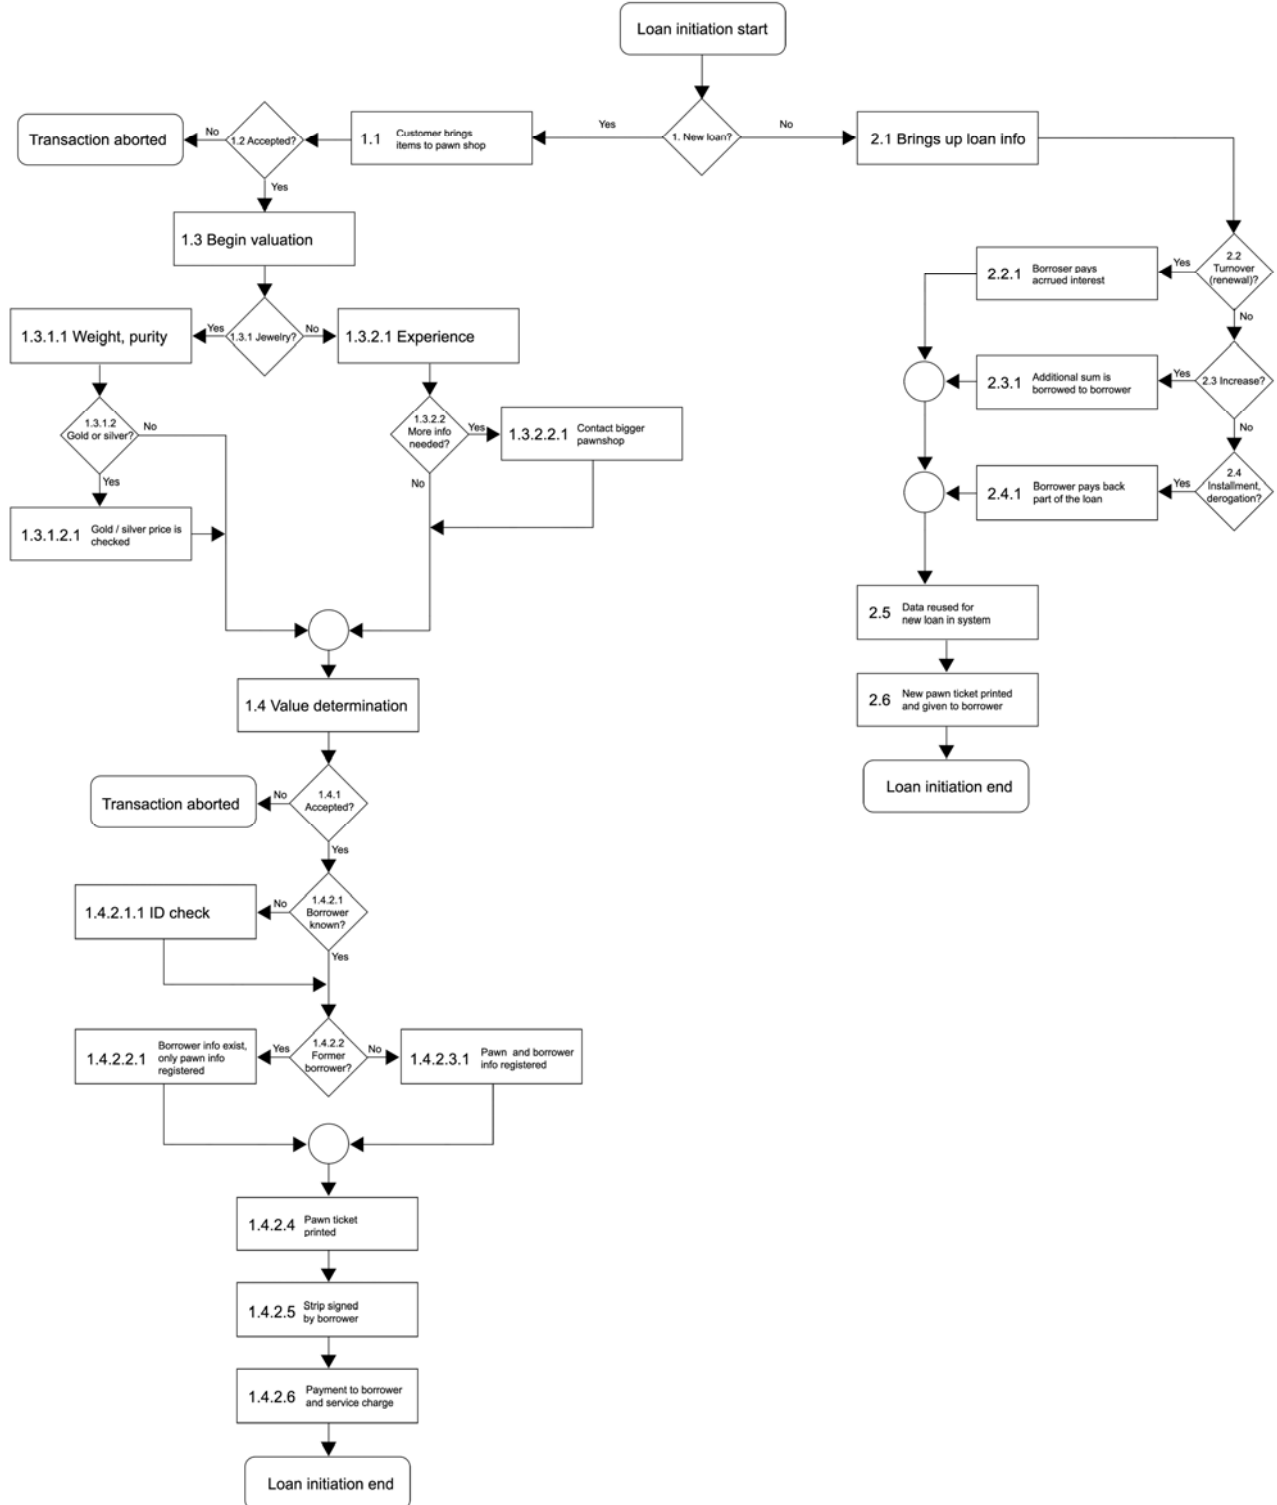 Loan initiation start
Transaction aborted
No
1.2 Accepted?
1.1
Customer brings
items to pawn shop
Yes
1. New loan?
No
2.1 Brings up loan info
Yes
1.3 Begin valuation
2.2.1
Borroser pays
accrued interest
Yes
2.2
Turnover
(renewal)?
No
1.3.1.1 Weight, purity
Yes
1.3.1 Jewelry?
No
1.3.2.1 Experience
2.3.1
Additional sum is
borrowed to borrower
Yes
2.3 Increase?
No
1.3.1.2
Gold or silver?
No
Yes
1.3.2.2
More info
needed?
Yes
No
1.3.2.2.1
Contact bigger
pawnshop
2.4.1
Borrower pays back
part of the loan
Yes
2.4
Installment,
derogation?
1.3.1.2.1
Gold / silver price is
checked
2.5
Data reused for
new loan in system
1.4 Value determination
2.6
New pawn ticket printed
and given to borrower
Loan initiation end
Transaction aborted
No
1.4.1
Accepted?
Yes
1.4.2.1.1 ID check
No
1.4.2.1
Borrower
known?
Yes
1.4.2.2.1
Borrower info exist,
only pawn info
registered
Yes
1.4.2.2
Former
borrower?
No
1.4.2.3.1
Pawn and borrower
info registered
1.4.2.4
Pawn ticket
printed
1.4.2.5
Strip signed
by borrower
1.4.2.6
Payment to borrower
and service charge
Loan initiation end